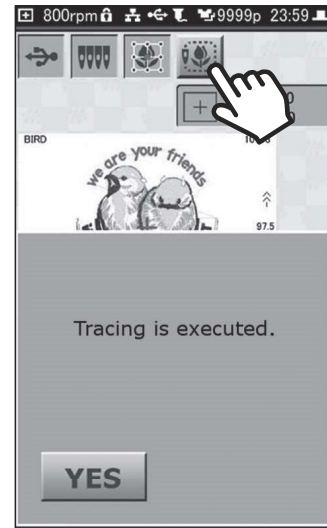 800rpm 9999p 23:59
BIRD
we are your friends
97.5
Tracing is executed.
YES